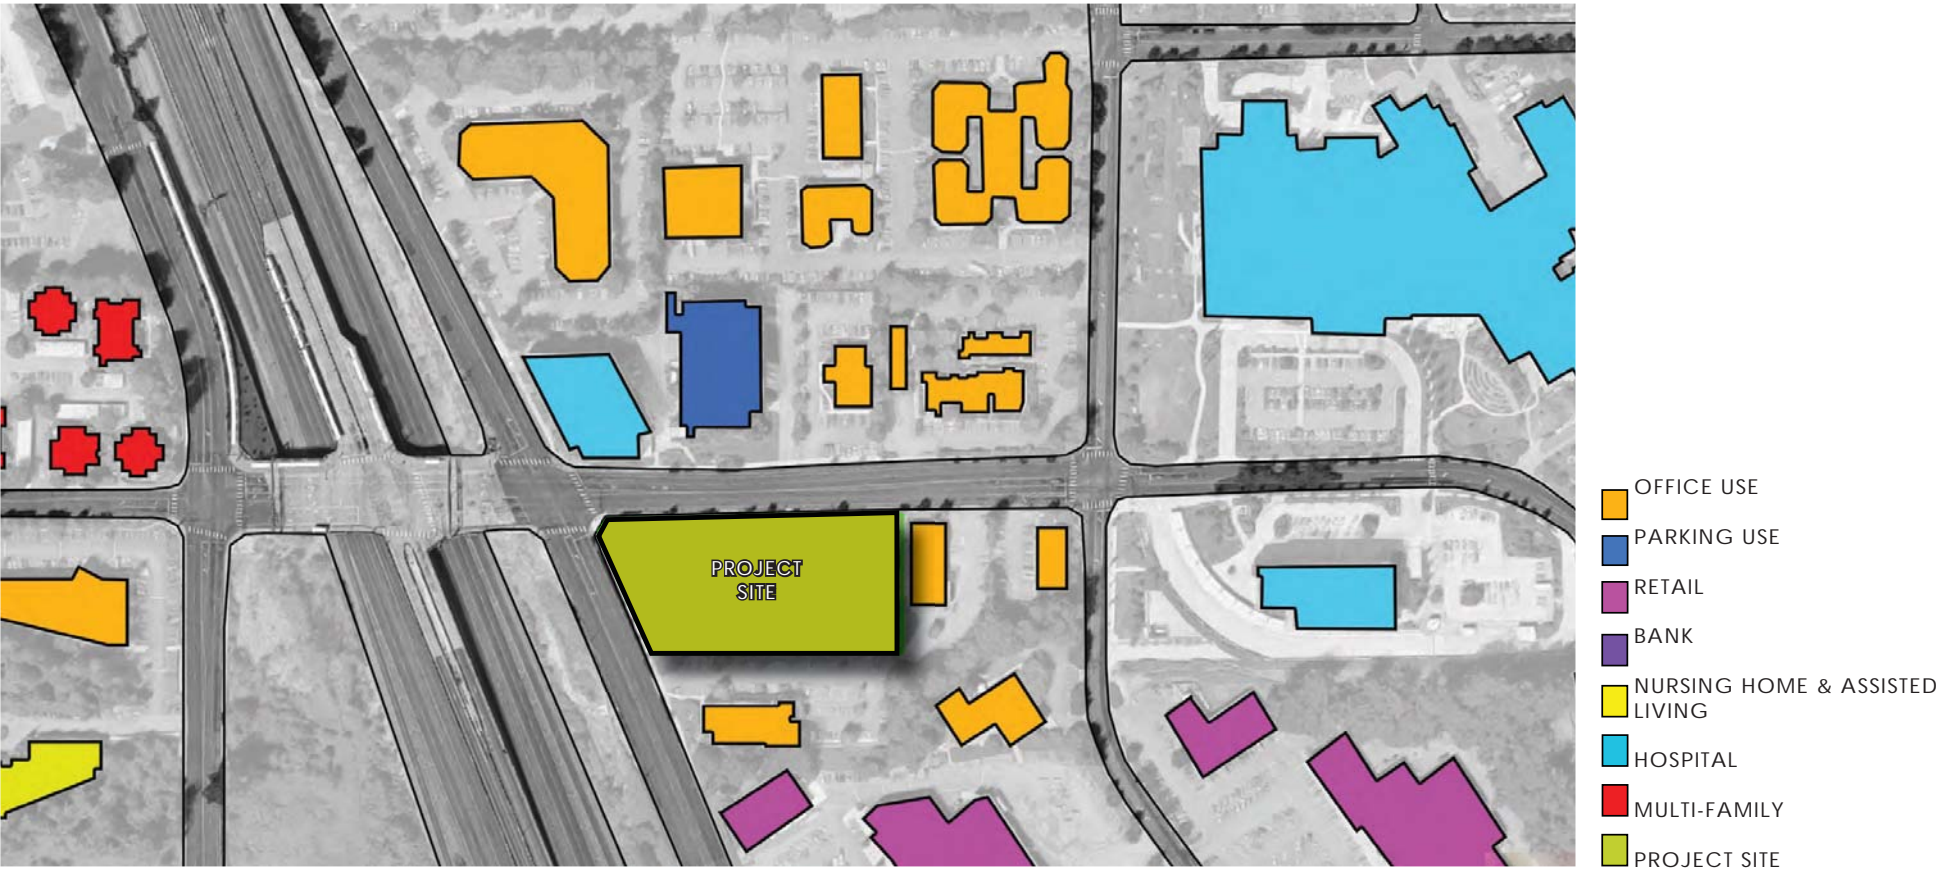 PROJECT
SITE
OFFICE USE
PARKING USE
RETAIL
BANK
NURSING HOME & ASSISTED
LIVING
HOSPITAL
MULTI-FAMILY
PROJECT SITE